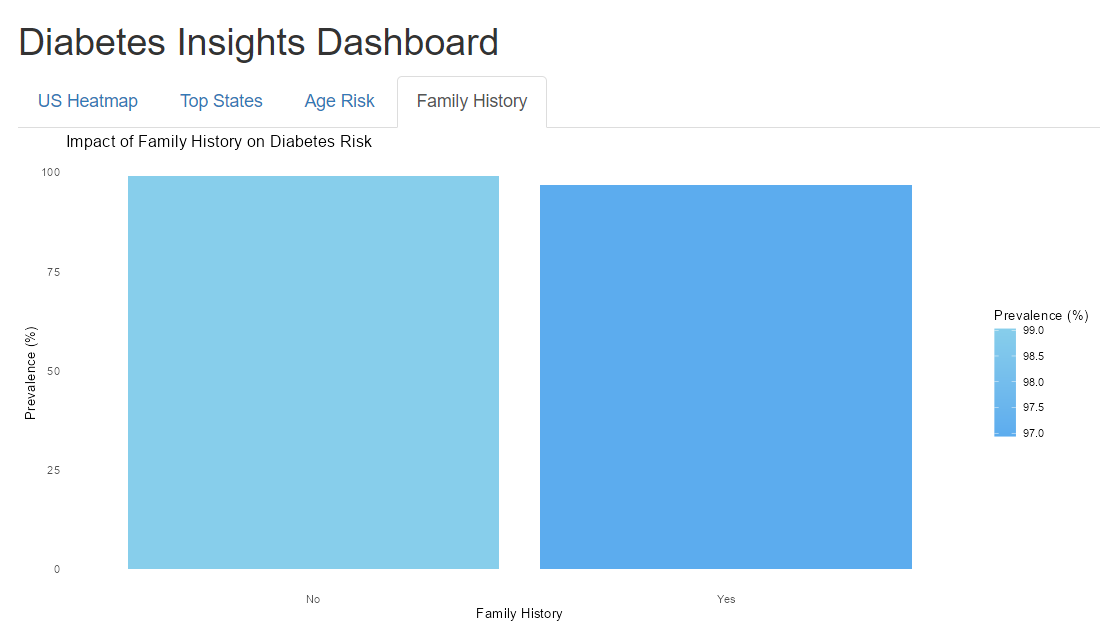 Diabetes Insights Dashboard
US Heatmap Top States Age Risk Family History
Impact of Family History on Diabetes Risk
100
75
50
25
0
Prevalence (%)
No Yes
Family History
Prevalence (%)
99.0
98.5
98.0
97.5
97.0